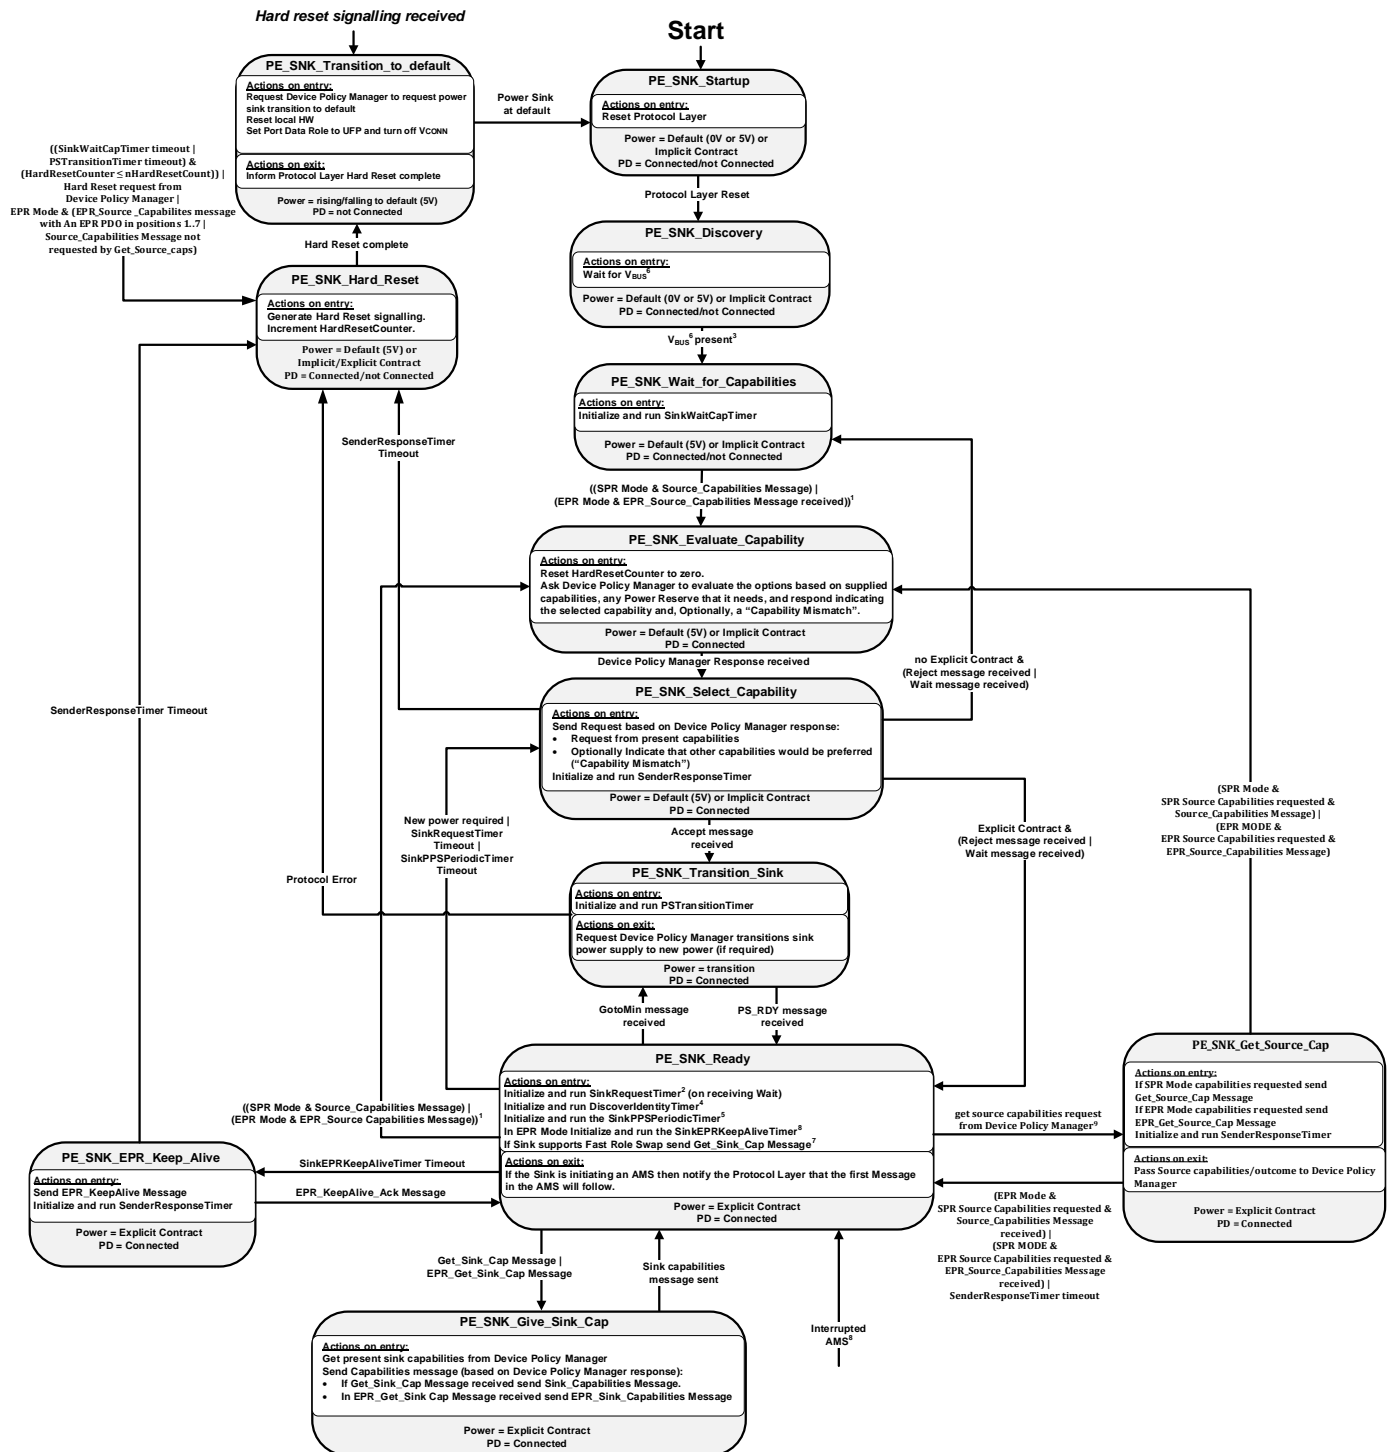 Hard reset signalling received
Start
PE_SNK_Transition_to_default
Actions on entry:
Request Device Policy Manager to request power
sink transition to default
Reset local HW
Set Port Data Role to UFP and turn off VCONN
Actions on exit:
Inform Protocol Layer Hard Reset complete
Power = rising/falling to default (5V)
PD = not Connected
Power Sink
at default
PE_SNK_Startup
Actions on entry:
Reset Protocol Layer
Power = Default (0V or 5V) or
Implicit Contract
PD = Connected/not Connected
((SinkWaitCapTimer timeout |
PSTransitionTimer timeout) &
(HardResetCounter ≤ nHardResetCount)) |
Hard Reset request from
Device Policy Manager |
EPR Mode & (EPR_Source _Capabilites message
with An EPR PDO in positions 1..7 |
Source_Capabilities Message not
requested by Get_Source_caps)
Hard Reset complete
Protocol Layer Reset
PE_SNK_Discovery
Actions on entry:
Wait for VBUS6
Power = Default (0V or 5V) or Implicit Contract
PD = Connected/not Connected
PE_SNK_Hard_Reset
Actions on entry:
Generate Hard Reset signalling.
Increment HardResetCounter.
Power = Default (5V) or
Implicit/Explicit Contract
PD = Connected/not Connected
VBUS6 present3
PE_SNK_Wait_for_Capabilities
Actions on entry:
Initialize and run SinkWaitCapTimer
Power = Default (5V) or Implicit Contract
PD = Connected/not Connected
SenderResponseTimer
Timeout
((SPR Mode & Source_Capabilities Message) |
(EPR Mode & EPR_Source_Capabilities Message received))1
PE_SNK_Evaluate_Capability
Actions on entry:
Reset HardResetCounter to zero.
Ask Device Policy Manager to evaluate the options based on supplied
capabilities, any Power Reserve that it needs, and respond indicating
the selected capability and, Optionally, a “Capability Mismatch”.
Power = Default (5V) or Implicit Contract
PD = Connected
Device Policy Manager Response received
no Explicit Contract &
(Reject message received |
Wait message received)
SenderResponseTimer Timeout
PE_SNK_Select_Capability
Actions on entry:
Send Request based on Device Policy Manager response:
• Request from present capabilities
• Optionally Indicate that other capabilities would be preferred
(“Capability Mismatch”)
Initialize and run SenderResponseTimer
Power = Default (5V) or Implicit Contract
PD = Connected
New power required |
SinkRequestTimer
Timeout |
SinkPPSPeriodicTimer
Timeout
Accept message
received
Explicit Contract &
(Reject message received |
Wait message received)
(SPR Mode &
SPR Source Capabilities requested &
Source_Capabilities Message) |
(EPR MODE &
EPR Source Capabilities requested &
EPR_Source_Capabilities Message)
Protocol Error
PE_SNK_Transition_Sink
Actions on entry:
Initialize and run PSTransitionTimer
Actions on exit:
Request Device Policy Manager transitions sink
power supply to new power (if required)
Power = transition
PD = Connected
GotoMin message
received
PS_RDY message
received
PE_SNK_Ready
Actions on entry:
Initialize and run SinkRequestTimer2 (on receiving Wait)
Initialize and run DiscoverIdentityTimer4
Initialize and run the SinkPPSPeriodicTimer5
In EPR Mode Initialize and run the SinkEPRKeepAliveTimer8
If Sink supports Fast Role Swap send Get_Sink_Cap Message7
Actions on exit:
If the Sink is initiating an AMS then notify the Protocol Layer that the first Message
in the AMS will follow.
Power = Explicit Contract
PD = Connected
((SPR Mode & Source_Capabilities Message) |
(EPR Mode & EPR_Source Capabilities Message))1
get source capabilities request
from Device Policy Manager9
PE_SNK_Get_Source_Cap
Actions on entry:
If SPR Mode capabilities requested send
Get_Source_Cap Message
If EPR Mode capabilities requested send
EPR_Get_Source_Cap Message
Initialize and run SenderResponseTimer
Actions on exit:
Pass Source capabilities/outcome to Device Policy
Manager
Power = Explicit Contract
PD = Connected
PE_SNK_EPR_Keep_Alive
Actions on entry:
Send EPR_KeepAlive Message
Initialize and run SenderResponseTimer
Power = Explicit Contract
PD = Connected
SinkEPRKeepAliveTimer Timeout
EPR_KeepAlive_Ack Message
(EPR Mode &
SPR Source Capabilities requested &
Source_Capabilities Message
received) |
(SPR MODE &
EPR Source Capabilities requested &
EPR_Source_Capabilities Message
received) |
SenderResponseTimer timeout
Get_Sink_Cap Message |
EPR_Get_Sink_Cap Message
Sink capabilities
message sent
Interrupted
AMS8
PE_SNK_Give_Sink_Cap
Actions on entry:
Get present sink capabilities from Device Policy Manager
Send Capabilities message (based on Device Policy Manager response):
• If Get_Sink_Cap Message received send Sink_Capabilities Message.
• In EPR_Get_Sink Cap Message received send EPR_Sink_Capabilities Message
Power = Explicit Contract
PD = Connected